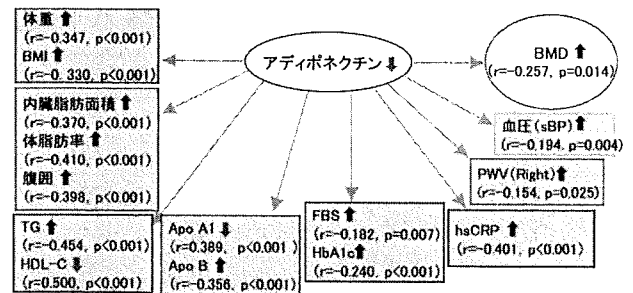 体重⬆
(r=-0.347, p<0.001)
BMI⬆
(r=-0.330, p<0.001)
内臓脂肪面積⬆
(r=-0.370, p<0.001)
体脂肪率⬆
(r=-0.410, p<0.001)
腹囲⬆
(r=-0.398, p<0.001)
TG⬆
(r=-0.454, p<0.001)
HDL-C⬇
(r=0.500, p<0.001)
アディポネクチン⬇
Apo A1⬇
(r=0.389, p<0.001)
Apo B⬆
(r=-0.356, p<0.001)
FBS⬆
(r=-0.182, p=0.007)
HbA1c⬆
(r=-0.240, p<0.001)
BMD⬆
(r=-0.257, p=0.014)
血圧(sBP)⬆
(r=-0.194, p=0.004)
PWV(Right)⬆
(r=-0.154, p=0.025)
hsCRP⬆
(r=-0.401, p<0.001)